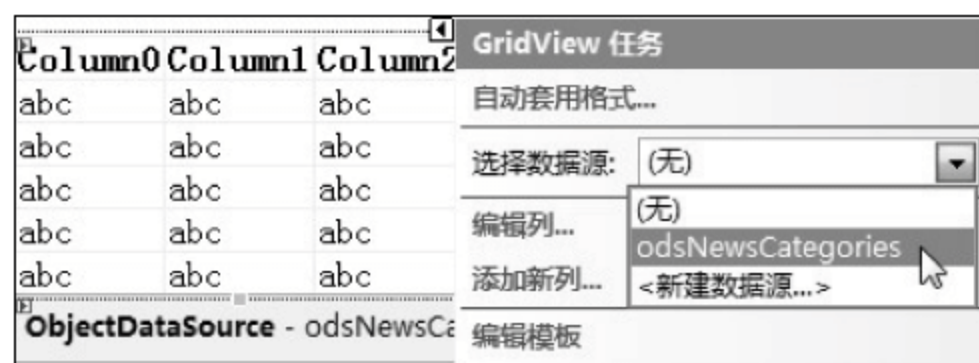 Column0 Column1 Column2
abc abc abc
abc abc abc
abc abc abc
abc abc abc
abc abc abc
ObjectDataSource - odsNewsCa
GridView 任务
自动套用格式...
选择数据源: (无)
(无)
odsNewsCategories
<新建数据源...>
编辑列...
添加新列...
编辑模板